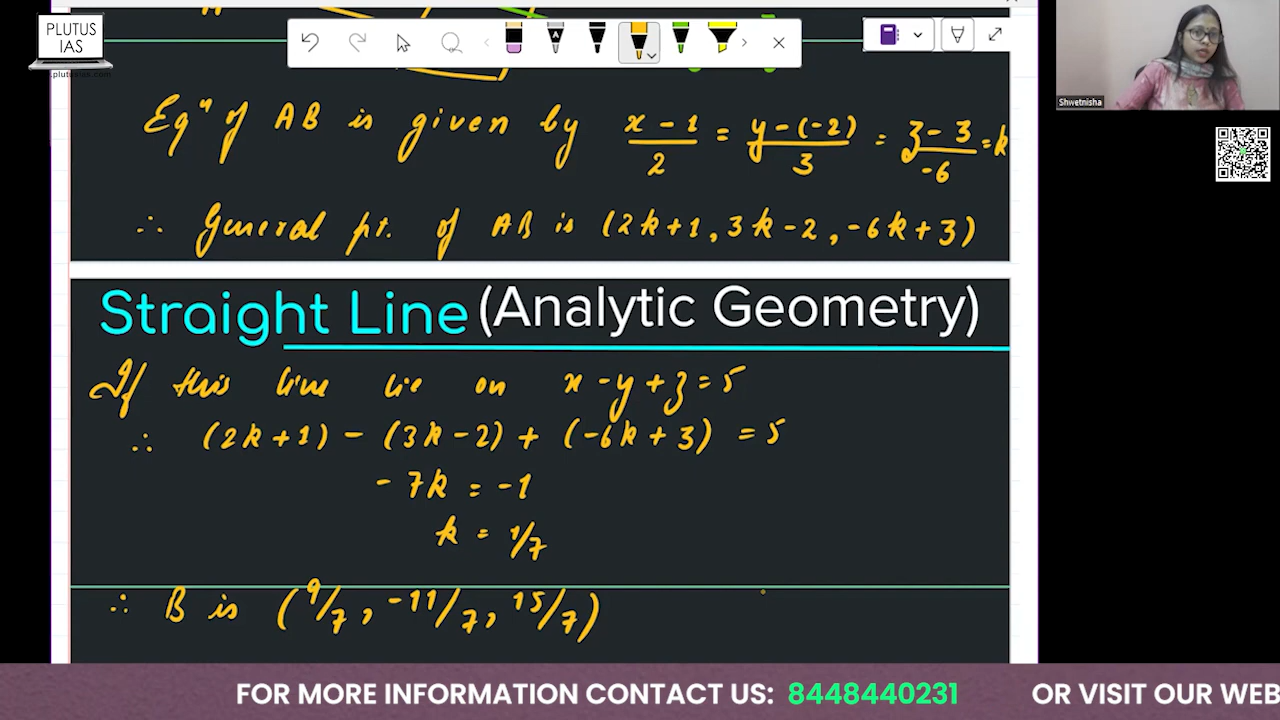 PLUTUS
IAS
.plutusias.com
Eqⁿ of AB is given by x-1/2 = y-(-2)/3 = z-3/-6 = k
∴ General pt. of AB is (2k+1, 3k-2, -6k+3)
Shwetnisha
Straight Line (Analytic Geometry)
If this line lie on x-y+z=5
∴ (2k+1) - (3k-2) + (-6k+3) = 5
-7k = -1
k = 1/7
∴ B is (9/7, -11/7, 15/7)
FOR MORE INFORMATION CONTACT US: 8448440231 OR VISIT OUR WEB